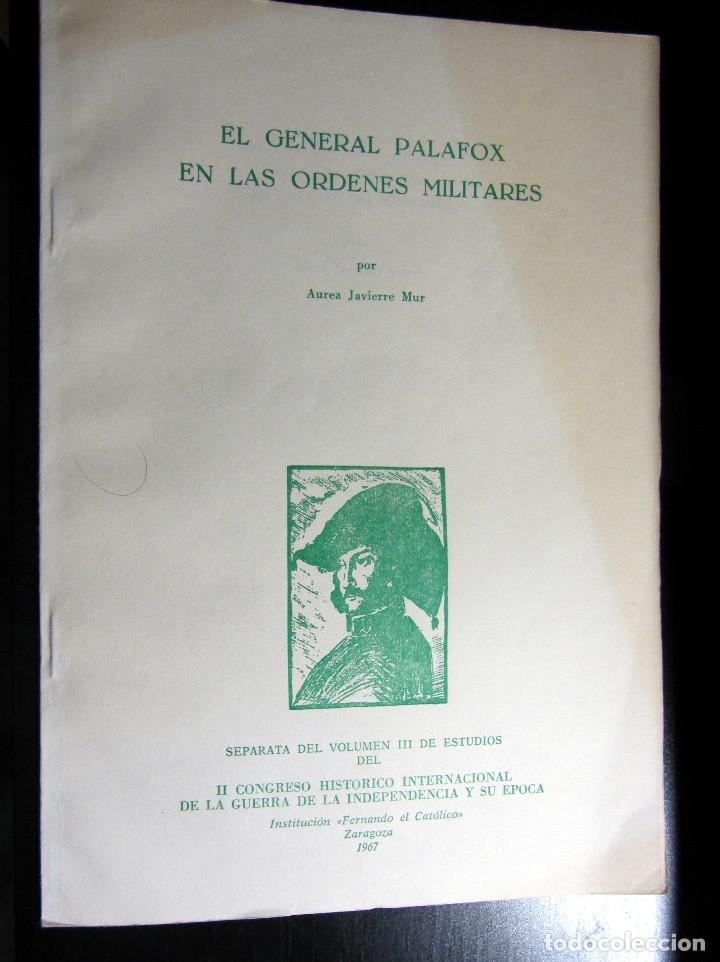 EL GENERAL PALAFOX
EN LAS ORDENES MILITARES
por
Aurea Javierre Mur
SEPARATA DEL VOLUMEN III DE ESTUDIOS
DEL
II CONGRESO HISTORICO INTERNACIONAL
DE LA GUERRA DE LA INDEPENDENCIA Y SU EPOCA
Institución «Fernando el Católico»
Zaragoza
1967
todocoleccion